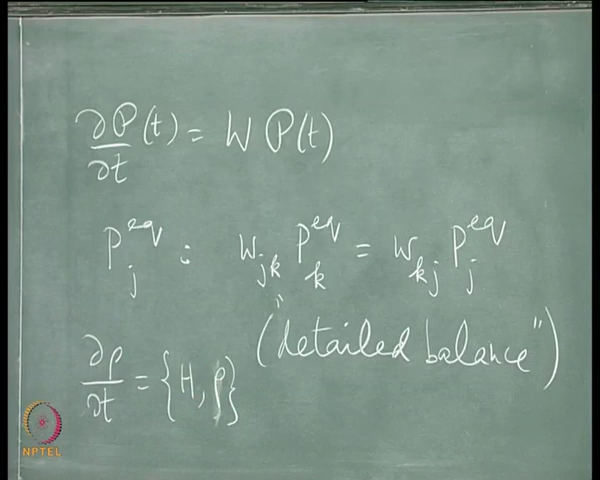 ∂P(t)/∂t = W P(t)
P_j^eq : w_jk P_k^eq = w_kj P_j^eq
("detailed balance")
∂ρ/∂t = {H, ρ}
NPTEL